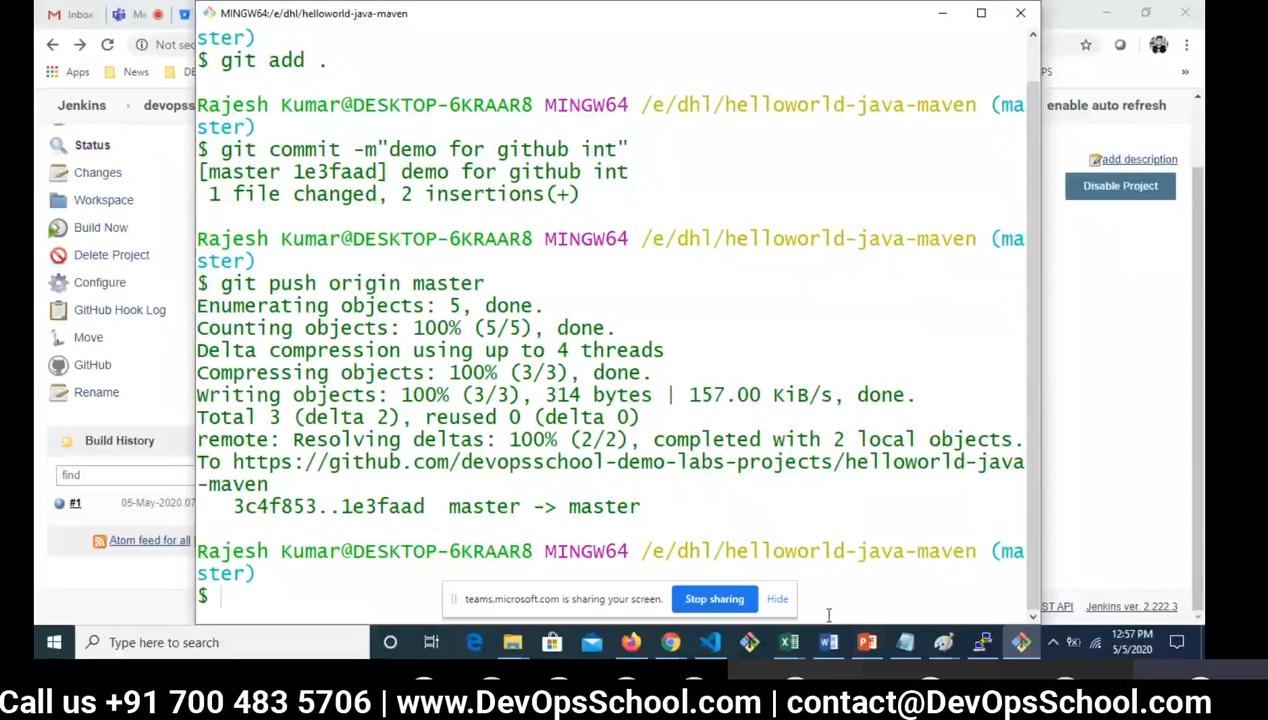 Inbox
Me
Not sec
MINGW64:/e/dhl/helloworld-java-maven
Apps
News
DE
PS
»
Jenkins
devopss
enable auto refresh
Status
Changes
Workspace
Build Now
Delete Project
Configure
GitHub Hook Log
Move
GitHub
Rename
Build History
find
#1 05-May-2020 07
Atom feed for all
ster)
$ git add .
Rajesh Kumar@DESKTOP-6KRAAR8 MINGW64 /e/dhl/helloworld-java-maven (ma
ster)
$ git commit -m"demo for github int"
[master 1e3faad] demo for github int
1 file changed, 2 insertions(+)
Rajesh Kumar@DESKTOP-6KRAAR8 MINGW64 /e/dhl/helloworld-java-maven (ma
ster)
$ git push origin master
Enumerating objects: 5, done.
Counting objects: 100% (5/5), done.
Delta compression using up to 4 threads
Compressing objects: 100% (3/3), done.
Writing objects: 100% (3/3), 314 bytes | 157.00 KiB/s, done.
Total 3 (delta 2), reused 0 (delta 0)
remote: Resolving deltas: 100% (2/2), completed with 2 local objects.
To https://github.com/devopsschool-demo-labs-projects/helloworld-java
-maven
3c4f853..1e3faad master -> master
Rajesh Kumar@DESKTOP-6KRAAR8 MINGW64 /e/dhl/helloworld-java-maven (ma
ster)
$
add description
Disable Project
teams.microsoft.com is sharing your screen.
Stop sharing
Hide
ST API
Jenkins ver. 2.222.3
Type here to search
12:57 PM
5/5/2020
Call us +91 700 483 5706 | www.DevOpsSchool.com | contact@DevOpsSchool.com